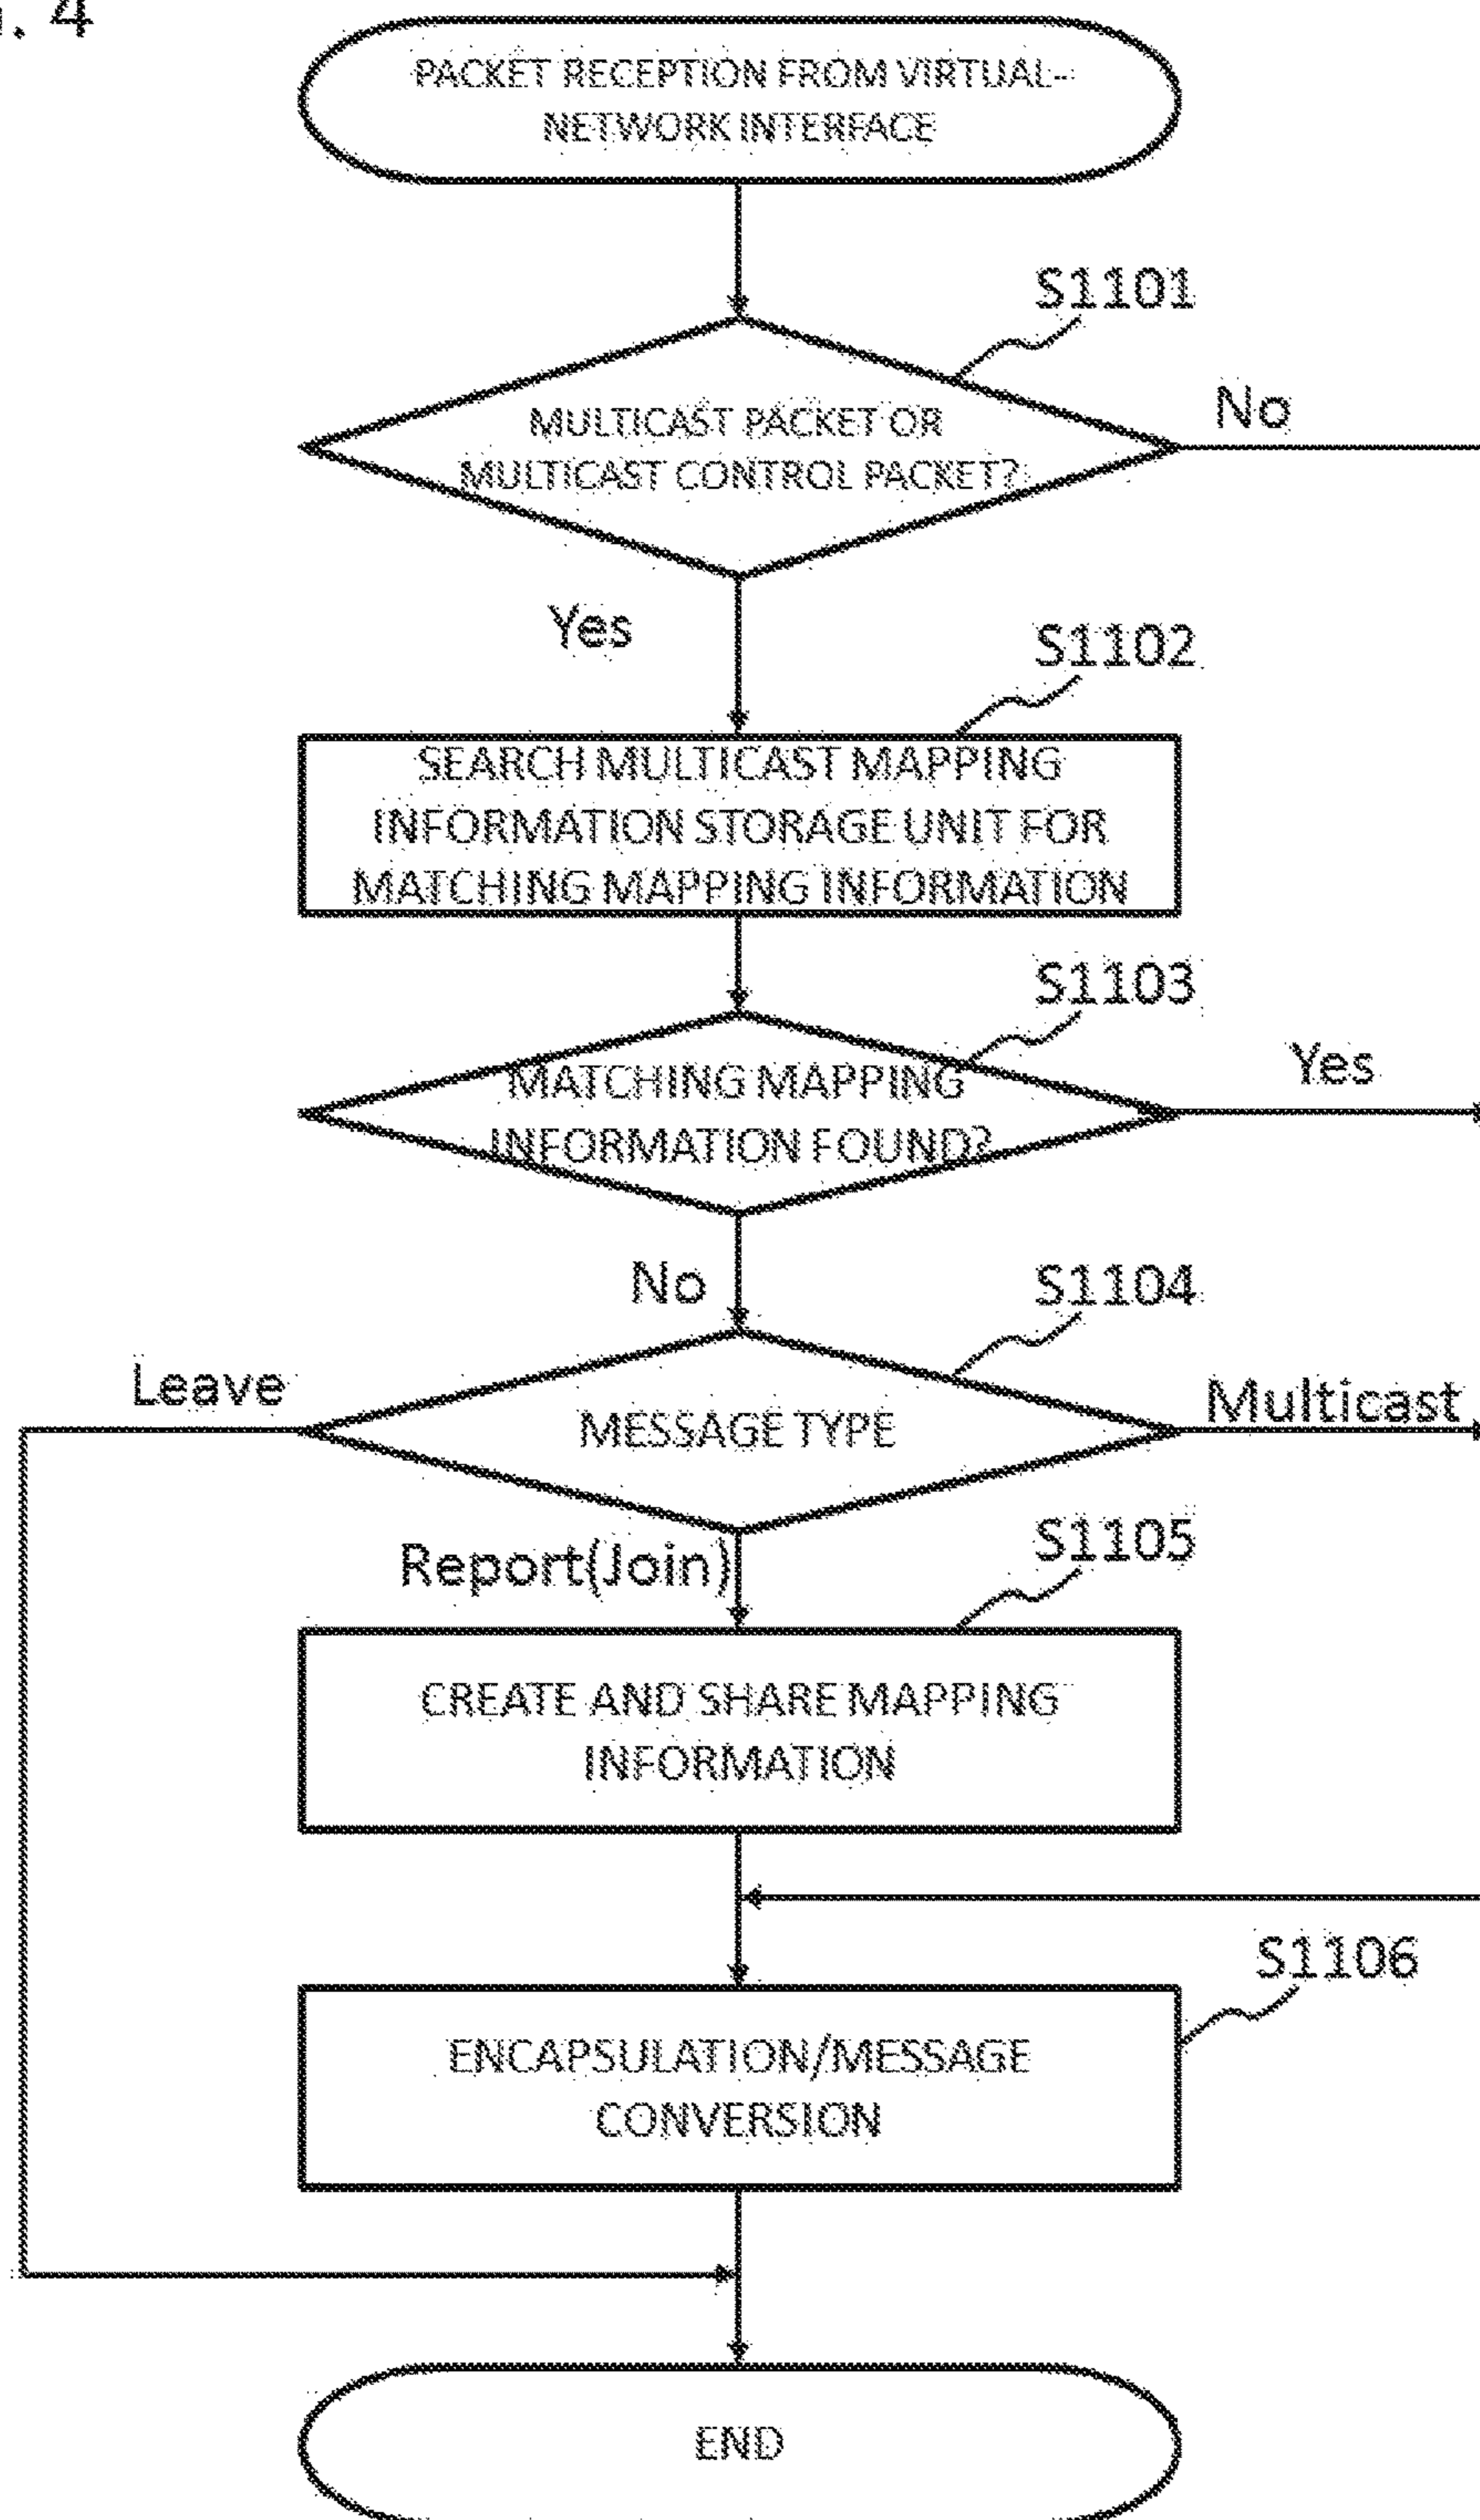 . 4
PACKET RECEPTION FROM VIRTUAL-
NETWORK INTERFACE
S1101
MULTICAST PACKET OR
MULTICAST CONTROL PACKET?
No
Yes
S1102
SEARCH MULTICAST MAPPING
INFORMATION STORAGE UNIT FOR
MATCHING MAPPING INFORMATION
S1103
MATCHING MAPPING
INFORMATION FOUND?
Yes
No
S1104
Leave
MESSAGE TYPE
Multicast
Report(Join)
S1105
CREATE AND SHARE MAPPING
INFORMATION
S1106
ENCAPSULATION/MESSAGE
CONVERSION
END